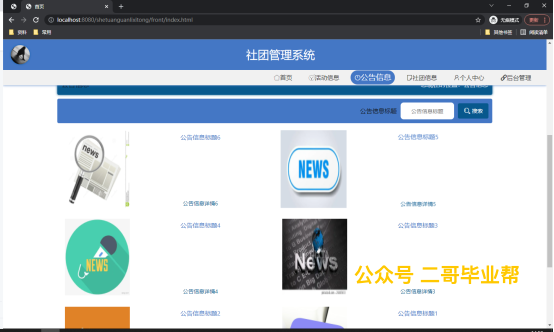 首页
localhost:8080/shetuanguanlixitong/front/index.html
无痕模式
更新
资料
常用
其他书签
阅读清单
社团管理系统
首页
活动信息
公告信息
社团信息
个人中心
后台管理
公告信息标题
公告信息标题
搜索
NEWS
公告信息标题6
公告信息详情6
NEWS
公告信息标题5
公告信息详情5
NEWS
公告信息标题4
公告信息详情4
News
公告信息标题3
公告信息详情3
公众号 二哥毕业帮
公告信息标题2
公告信息标题1